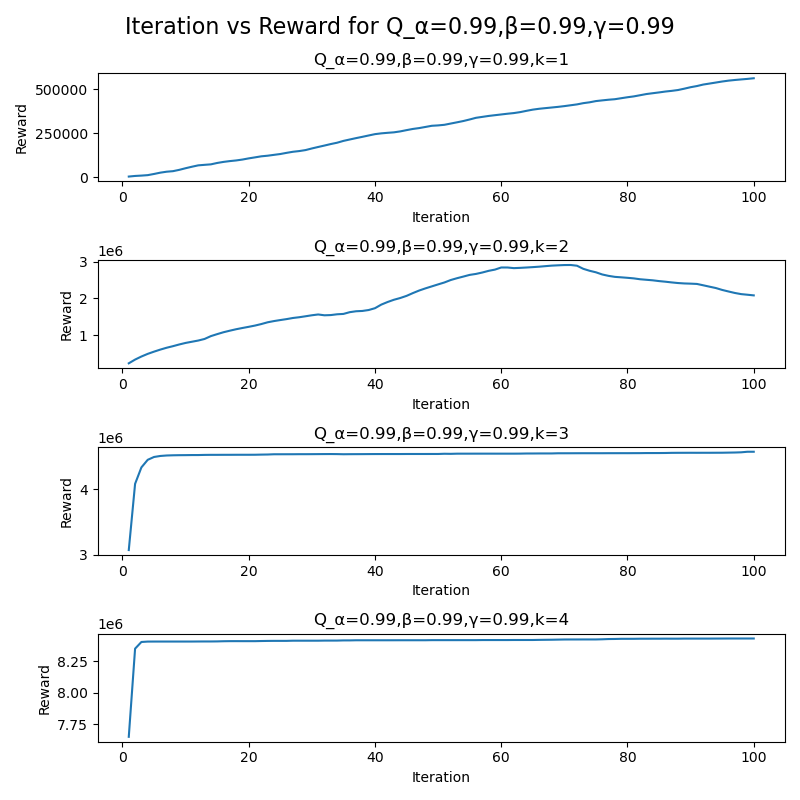 Iteration vs Reward for Q_α=0.99,β=0.99,γ=0.99
Q_α=0.99,β=0.99,γ=0.99,k=1
500000
250000
0
Reward
0 20 40 60 80 100
Iteration
Q_α=0.99,β=0.99,γ=0.99,k=2
1e6
3
2
1
Reward
0 20 40 60 80 100
Iteration
Q_α=0.99,β=0.99,γ=0.99,k=3
1e6
4
3
Reward
0 20 40 60 80 100
Iteration
Q_α=0.99,β=0.99,γ=0.99,k=4
1e6
8.25
8.00
7.75
Reward
0 20 40 60 80 100
Iteration